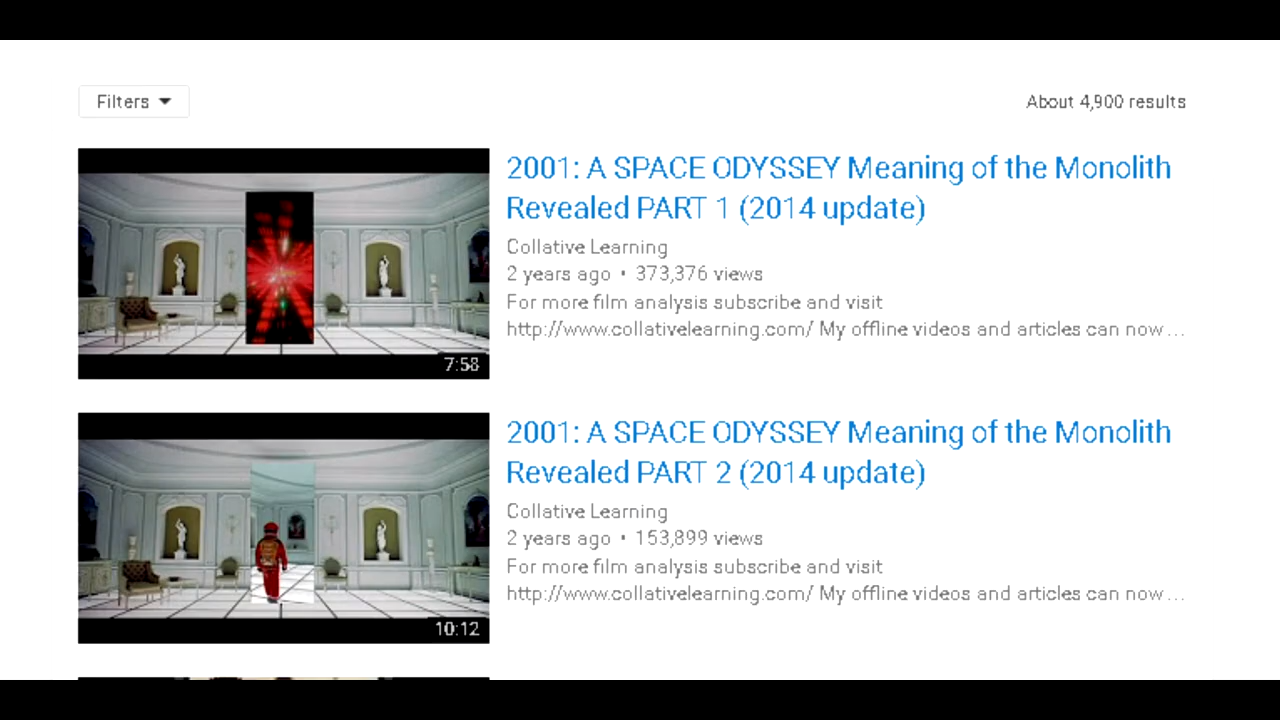 Filters
About 4,900 results
2001: A SPACE ODYSSEY Meaning of the Monolith
Revealed PART 1 (2014 update)
Collative Learning
2 years ago • 373,376 views
For more film analysis subscribe and visit
http://www.collativelearning.com/ My offline videos and articles can now ...
7:58
2001: A SPACE ODYSSEY Meaning of the Monolith
Revealed PART 2 (2014 update)
Collative Learning
2 years ago • 153,899 views
For more film analysis subscribe and visit
http://www.collativelearning.com/ My offline videos and articles can now ...
10:12